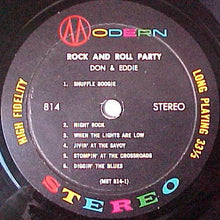 MODERN
ROCK AND ROLL PARTY
DON & EDDIE
1. SHUFFLE BOOGIE
814 STEREO
2. NIGHT ROCK
3. WHEN THE LIGHTS ARE LOW
4. JIVIN' AT THE SAVOY
5. STOMPIN' AT THE CROSSROADS
6. DIGGIN' THE BLUES
(MST 814-1)
HIGH FIDELITY
LONG PLAYING 33⅓
STEREO